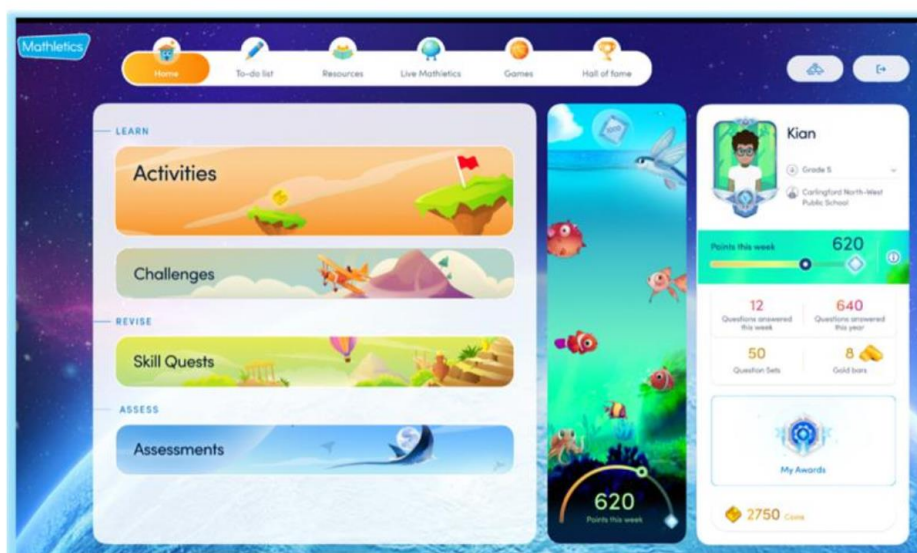 Mathletics
Home
To-do list
Resources
Live Mathletics
Games
Hall of fame
LEARN
Activities
Challenges
REVISE
Skill Quests
ASSESS
Assessments
620
Points this week
Kian
Grade 5
Carlingford North-West
Public School
Points this week
620
12
Questions answered
this week
640
Questions answered
this year
50
Question Sets
8
Gold bars
My Awards
2750 Coins